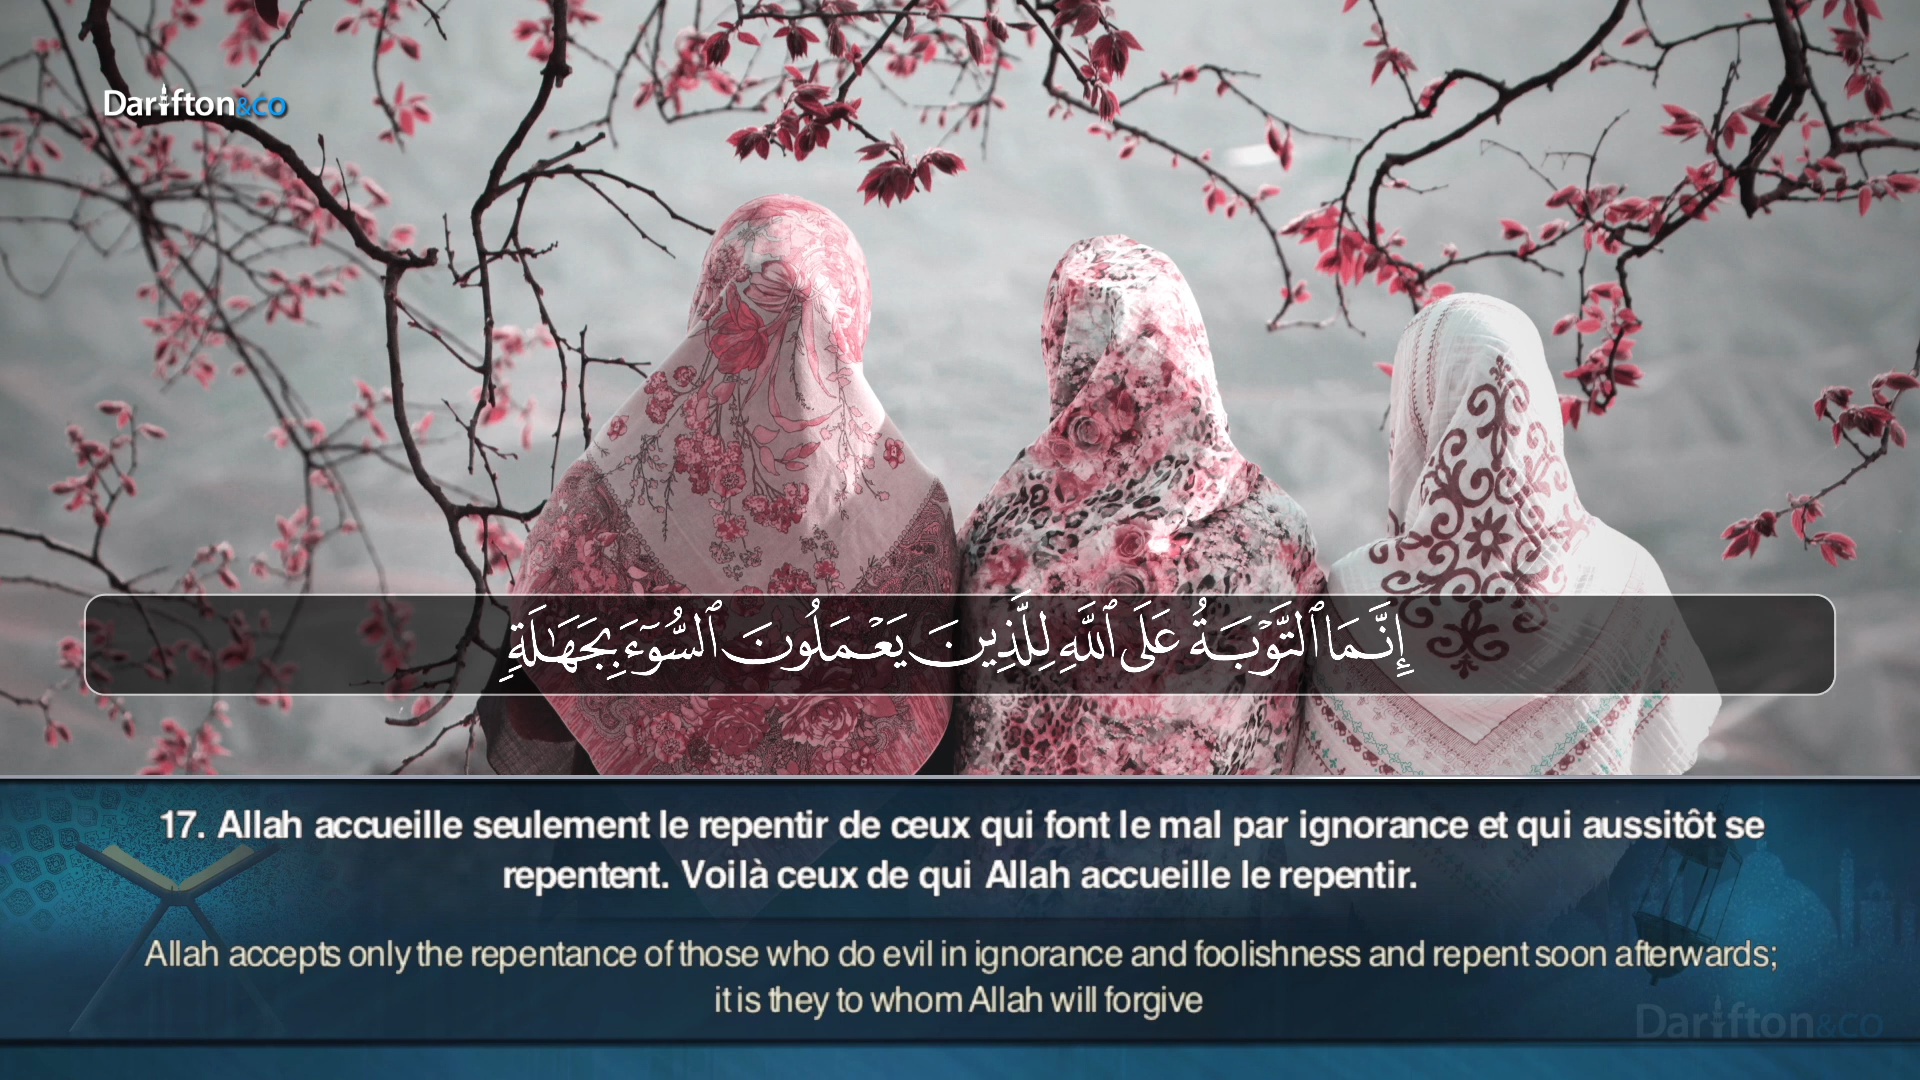 Darifton&co
إِنَّمَا ٱلتَّوْبَةُ عَلَى ٱللَّهِ لِلَّذِينَ يَعْمَلُونَ ٱلسُّوٓءَ بِجَهَـٰلَةٍ
17. Allah accueille seulement le repentir de ceux qui font le mal par ignorance et qui aussitôt se
repentent. Voilà ceux de qui Allah accueille le repentir.
Allah accepts only the repentance of those who do evil in ignorance and foolishness and repent soon afterwards;
it is they to whom Allah will forgive
Darifton&co